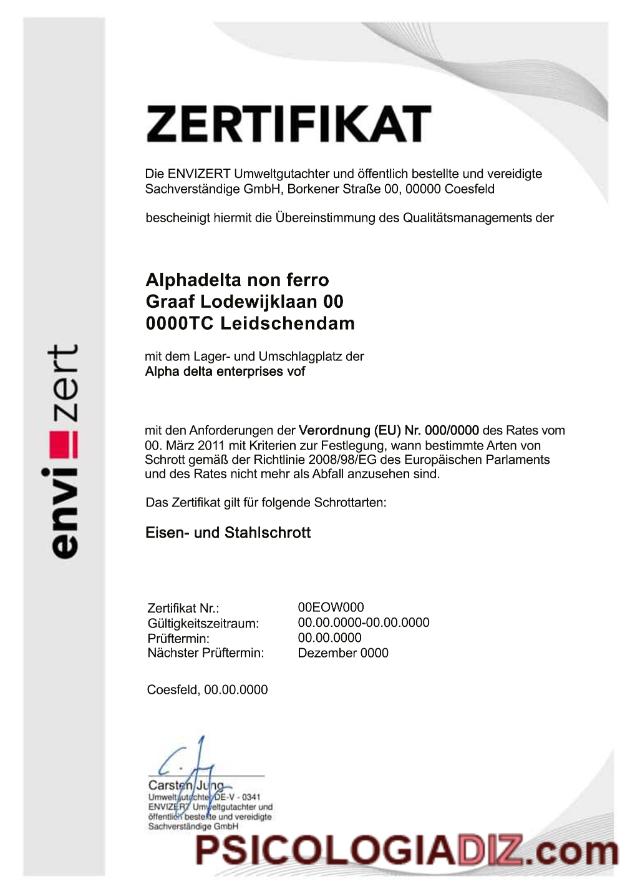 ZERTIFIKAT
Die ENVIZERT Umweltgutachter und öffentlich bestellte und vereidigte
Sachverständige GmbH, Borkener Straße 00, 00000 Coesfeld
bescheinigt hiermit die Übereinstimmung des Qualitätsmanagements der
Alphadelta non ferro
Graaf Lodewijklaan 00
0000TC Leidschendam
mit dem Lager- und Umschlagplatz der
Alpha delta enterprises vof
mit den Anforderungen der Verordnung (EU) Nr. 000/0000 des Rates vom
00. März 2011 mit Kriterien zur Festlegung, wann bestimmte Arten von
Schrott gemäß der Richtlinie 2008/98/EG des Europäischen Parlaments
und des Rates nicht mehr als Abfall anzusehen sind.
Das Zertifikat gilt für folgende Schrottarten:
Eisen- und Stahlschrott
Zertifikat Nr.: 00EOW000
Gültigkeitszeitraum: 00.00.0000-00.00.0000
Prüftermin: 00.00.0000
Nächster Prüftermin: Dezember 0000
Coesfeld, 00.00.0000
Carsten Jung
Umweltgutachter DE-V - 0341
ENVIZERT Umweltgutachter und
öffentlich bestellte und vereidigte
Sachverständige GmbH
envizert
PSICOLOGIADIZ.com